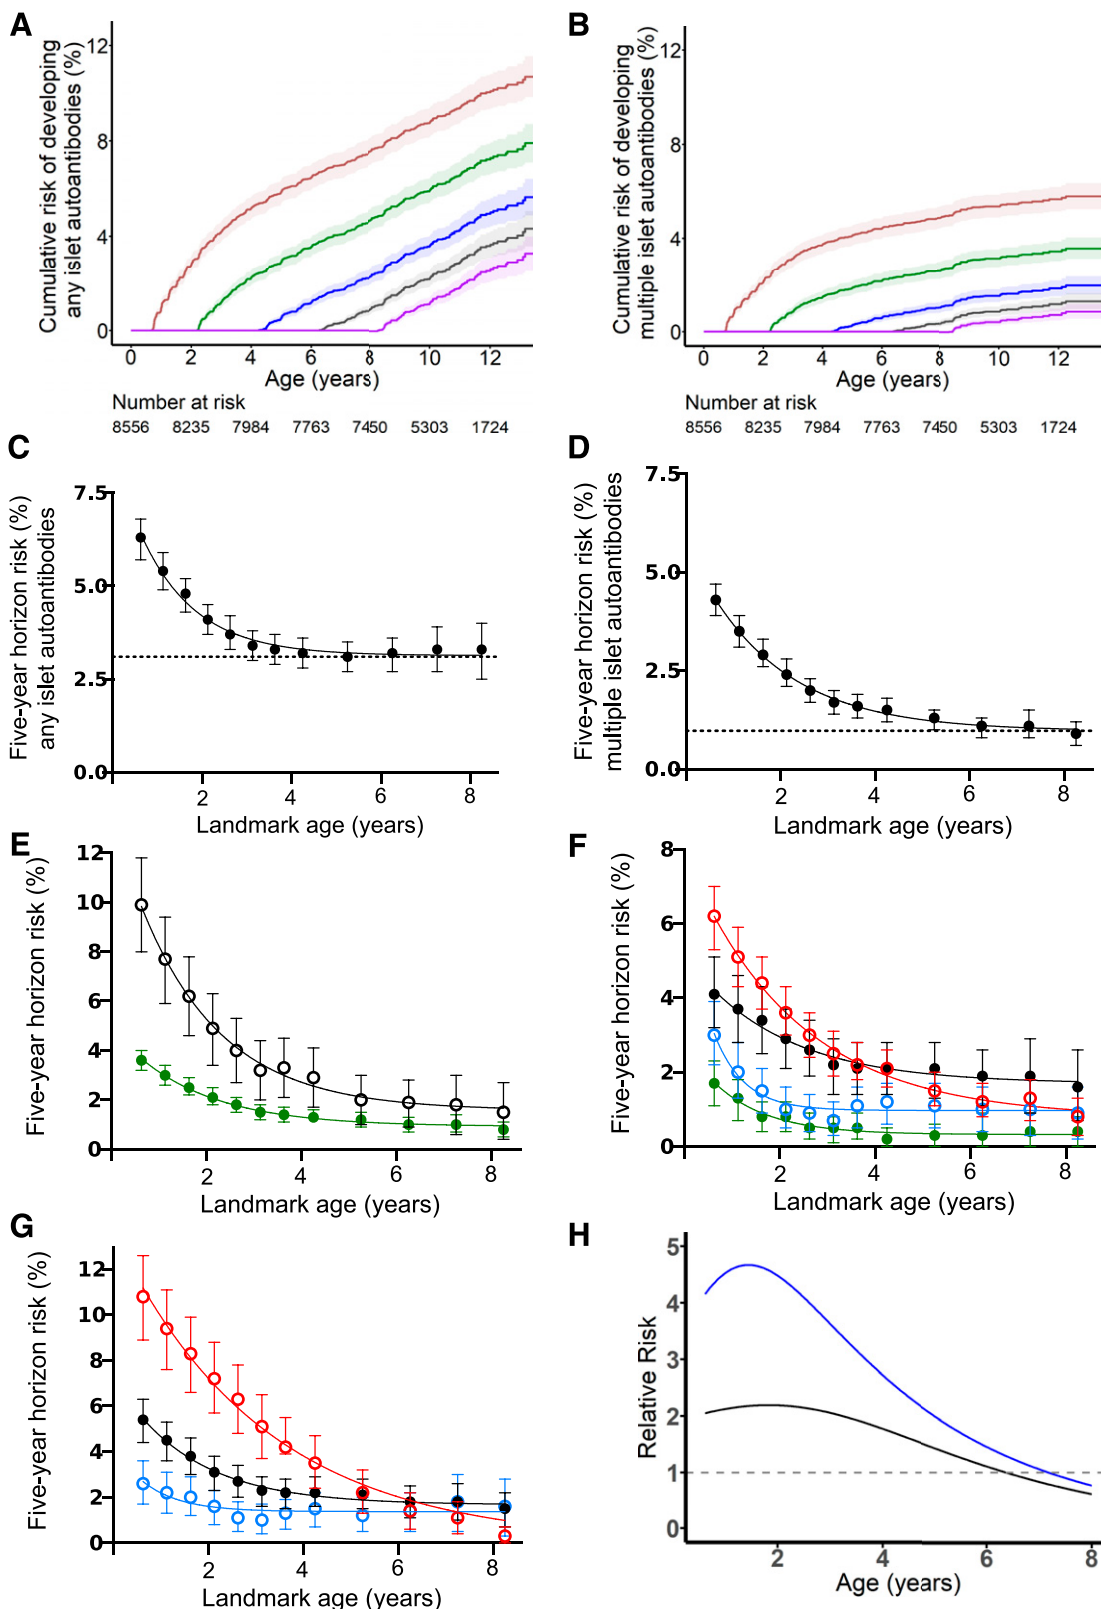 A
Cumulative risk of developing
any islet autoantibodies (%)
12
8
4
0
0 2 4 6 8 10 12
Age (years)
Number at risk
8556 8235 7984 7763 7450 5303 1724
B
Cumulative risk of developing
multiple islet autoantibodies (%)
12
8
4
0
0 2 4 6 8 10 12
Age (years)
Number at risk
8556 8235 7984 7763 7450 5303 1724
C
Five-year horizon risk (%)
any islet autoantibodies
7.5
5.0
2.5
0.0
2 4 6 8
Landmark age (years)
D
Five-year horizon risk (%)
multiple islet autoantibodies
7.5
5.0
2.5
0.0
2 4 6 8
Landmark age (years)
E
Five-year horizon risk (%)
12
10
8
6
4
2
0
2 4 6 8
Landmark age (years)
F
Five-year horizon risk (%)
8
6
4
2
0
2 4 6 8
Landmark age (years)
G
Five-year horizon risk (%)
12
10
8
6
4
2
0
2 4 6 8
Landmark age (years)
H
Relative Risk
5
4
3
2
1
0
2 4 6 8
Age (years)